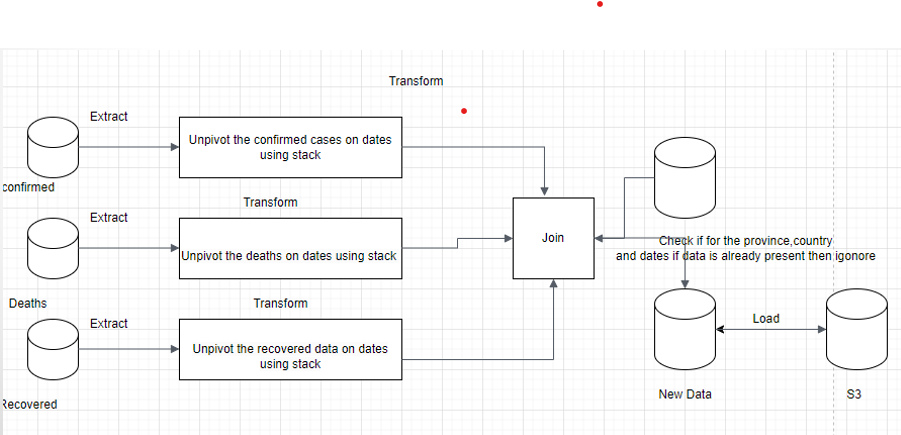 Transform
Extract
Unpivot the confirmed cases on dates
using stack
confirmed
Transform
Extract
Unpivot the deaths on dates using stack
Join
Check if for the province,country
and dates if data is already present then igonore
Deaths
Transform
Extract
Unpivot the recovered data on dates
using stack
Load
Recovered
New Data
S3